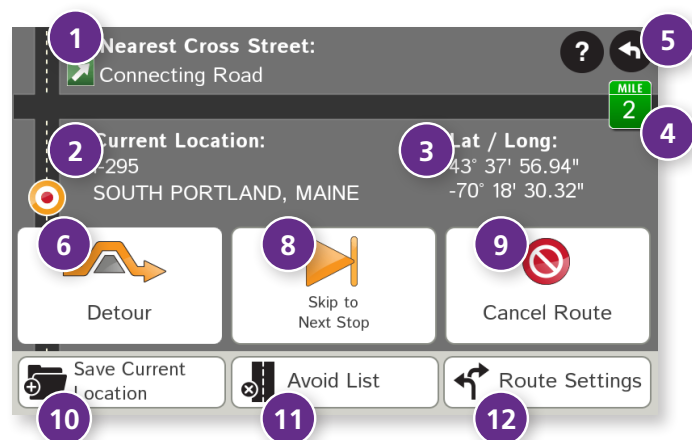 1
Nearest Cross Street:
Connecting Road
?
5
MILE
2
4
2
Current Location:
I-295
SOUTH PORTLAND, MAINE
3
Lat / Long:
43° 37' 56.94"
-70° 18' 30.32"
6
Detour
8
Skip to
Next Stop
9
Cancel Route
Save Current
Location
10
Avoid List
11
Route Settings
12